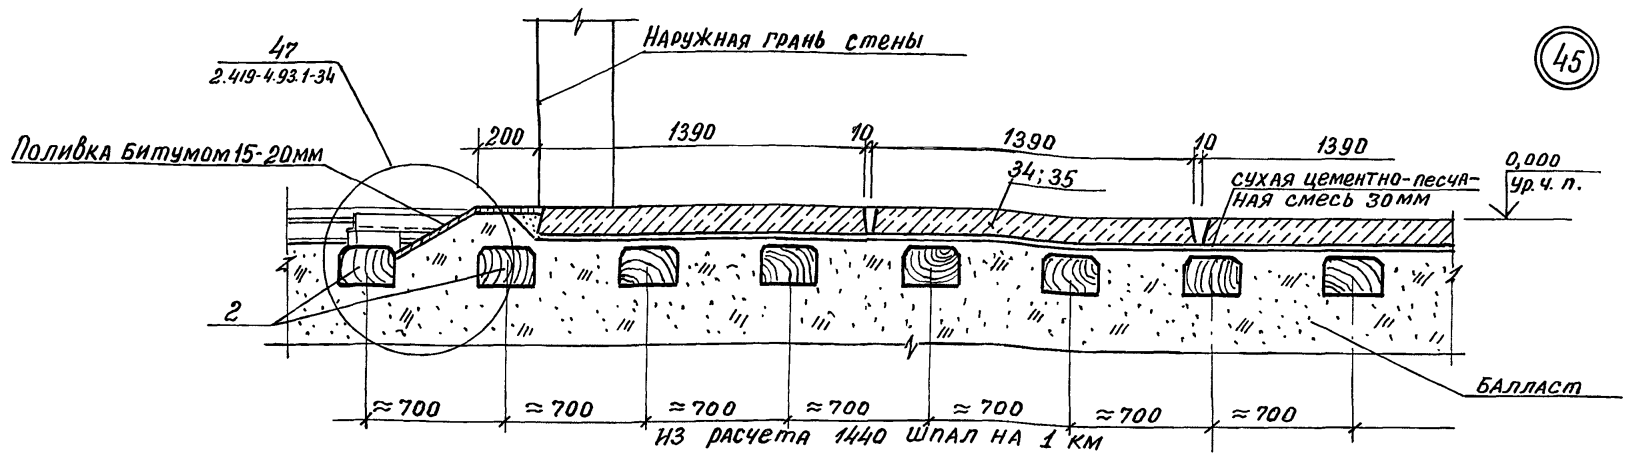 47
2.419-4.93.1-34
Наружная грань стены
45
Поливка битумом 15-20мм
200
1390
10
1390
10
1390
34; 35
сухая цементно-песча-
ная смесь 30мм
0,000
ур. ч. п.
2
Балласт
≈700
≈700
≈700
≈700
≈700
≈700
≈700
из расчета 1440 шпал на 1 км